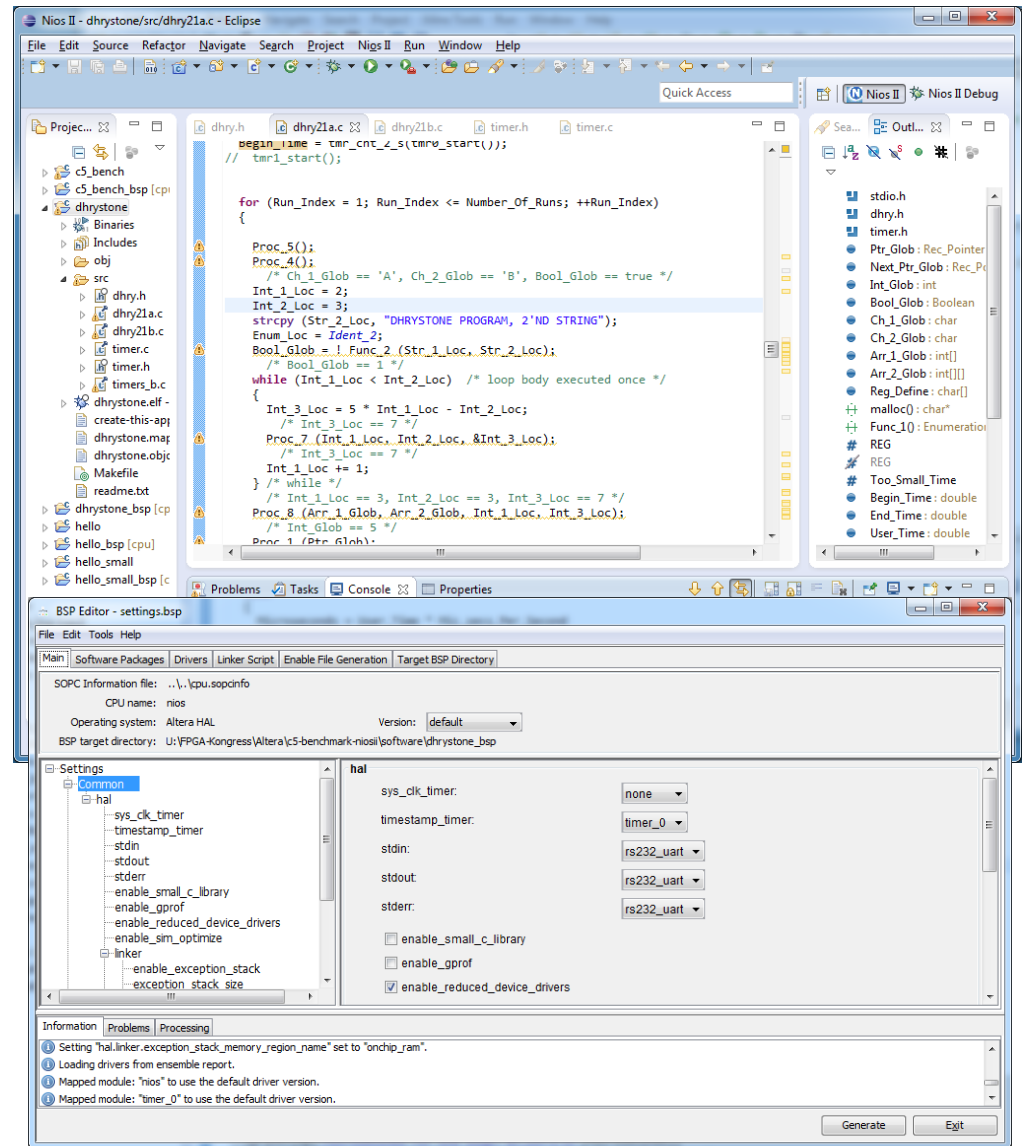 Nios II - dhrystone/src/dhry21a.c - Eclipse
File Edit Source Refactor Navigate Search Project Nios II Run Window Help
Quick Access
Nios II Nios II Debug
Projec...
dhry.h dhry21a.c dhry21b.c timer.h timer.c
Sea... Outl...
c5_bench
c5_bench_bsp [cpu
dhrystone
Binaries
Includes
obj
src
dhry.h
dhry21a.c
dhry21b.c
timer.c
timer.h
timers_b.c
dhrystone.elf -
create-this-app
dhrystone.map
dhrystone.objc
Makefile
readme.txt
dhrystone_bsp [cp
hello
hello_bsp [cpu]
hello_small
hello_small_bsp [c
Begin_Time = tmr_cnt_2_s(tmr0_start());
// tmr1_start();
for (Run_Index = 1; Run_Index <= Number_Of_Runs; ++Run_Index)
{
Proc_5();
Proc_4();
/* Ch_1_Glob == 'A', Ch_2_Glob == 'B', Bool_Glob == true */
Int_1_Loc = 2;
Int_2_Loc = 3;
strcpy (Str_2_Loc, "DHRYSTONE PROGRAM, 2'ND STRING");
Enum_Loc = Ident_2;
Bool_Glob = ! Func_2 (Str_1_Loc, Str_2_Loc);
/* Bool_Glob == 1 */
while (Int_1_Loc < Int_2_Loc) /* loop body executed once */
{
Int_3_Loc = 5 * Int_1_Loc - Int_2_Loc;
/* Int_3_Loc == 7 */
Proc_7 (Int_1_Loc, Int_2_Loc, &Int_3_Loc);
/* Int_3_Loc == 7 */
Int_1_Loc += 1;
} /* while */
/* Int_1_Loc == 3, Int_2_Loc == 3, Int_3_Loc == 7 */
Proc_8 (Arr_1_Glob, Arr_2_Glob, Int_1_Loc, Int_3_Loc);
/* Int_Glob == 5 */
Proc_1 (Ptr_Glob);
stdio.h
dhry.h
timer.h
Ptr_Glob : Rec_Pointer
Next_Ptr_Glob : Rec_Po
Int_Glob : int
Bool_Glob : Boolean
Ch_1_Glob : char
Ch_2_Glob : char
Arr_1_Glob : int[]
Arr_2_Glob : int[][]
Reg_Define : char[]
malloc() : char*
Func_1() : Enumeration
REG
REG
Too_Small_Time
Begin_Time : double
End_Time : double
User_Time : double
Problems Tasks Console Properties
BSP Editor - settings.bsp
File Edit Tools Help
Main Software Packages Drivers Linker Script Enable File Generation Target BSP Directory
SOPC Information file: ..\..\cpu.sopcinfo
CPU name: nios
Operating system: Altera HAL Version: default
BSP target directory: U:\FPGA-Kongress\Altera\c5-benchmark-niosii\software\dhrystone_bsp
Settings
Common
hal
sys_clk_timer
timestamp_timer
stdin
stdout
stderr
enable_small_c_library
enable_gprof
enable_reduced_device_drivers
enable_sim_optimize
linker
enable_exception_stack
exception_stack_size
hal
sys_clk_timer: none
timestamp_timer: timer_0
stdin: rs232_uart
stdout: rs232_uart
stderr: rs232_uart
enable_small_c_library
enable_gprof
enable_reduced_device_drivers
Information Problems Processing
Setting "hal.linker.exception_stack_memory_region_name" set to "onchip_ram".
Loading drivers from ensemble report.
Mapped module: "nios" to use the default driver version.
Mapped module: "timer_0" to use the default driver version.
Generate Exit